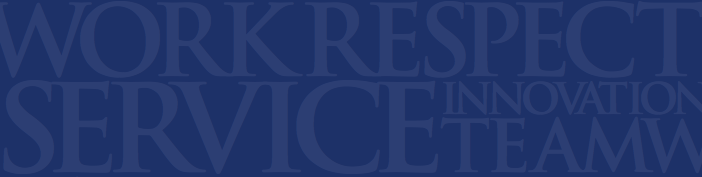 WORK RESPECT
SERVICE INNOVATION
TEAMW